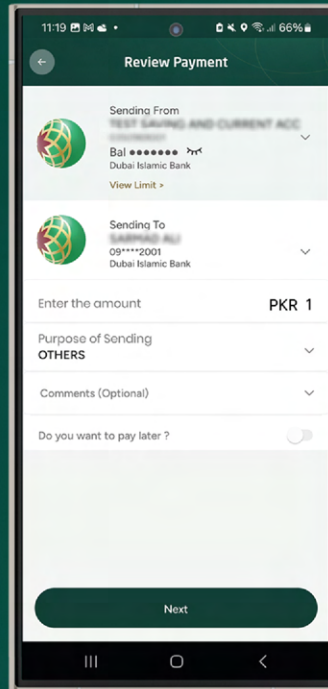 11:19
66%
Review Payment
Sending From
Bal
Dubai Islamic Bank
View Limit >
Sending To
09****2001
Dubai Islamic Bank
Enter the amount
PKR 1
Purpose of Sending
OTHERS
Comments (Optional)
Do you want to pay later ?
Next